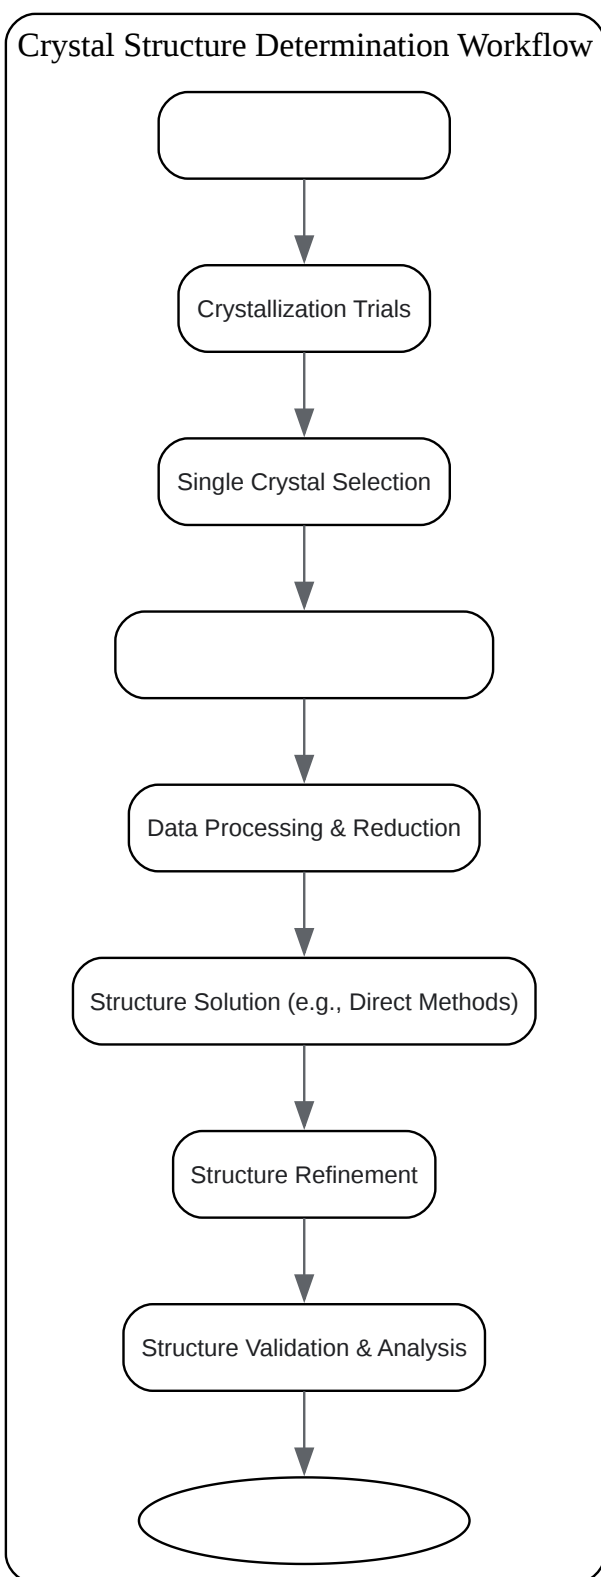 Crystal Structure Determination Workflow
Crystallization Trials
Single Crystal Selection
Data Processing & Reduction
Structure Solution (e.g., Direct Methods)
Structure Refinement
Structure Validation & Analysis